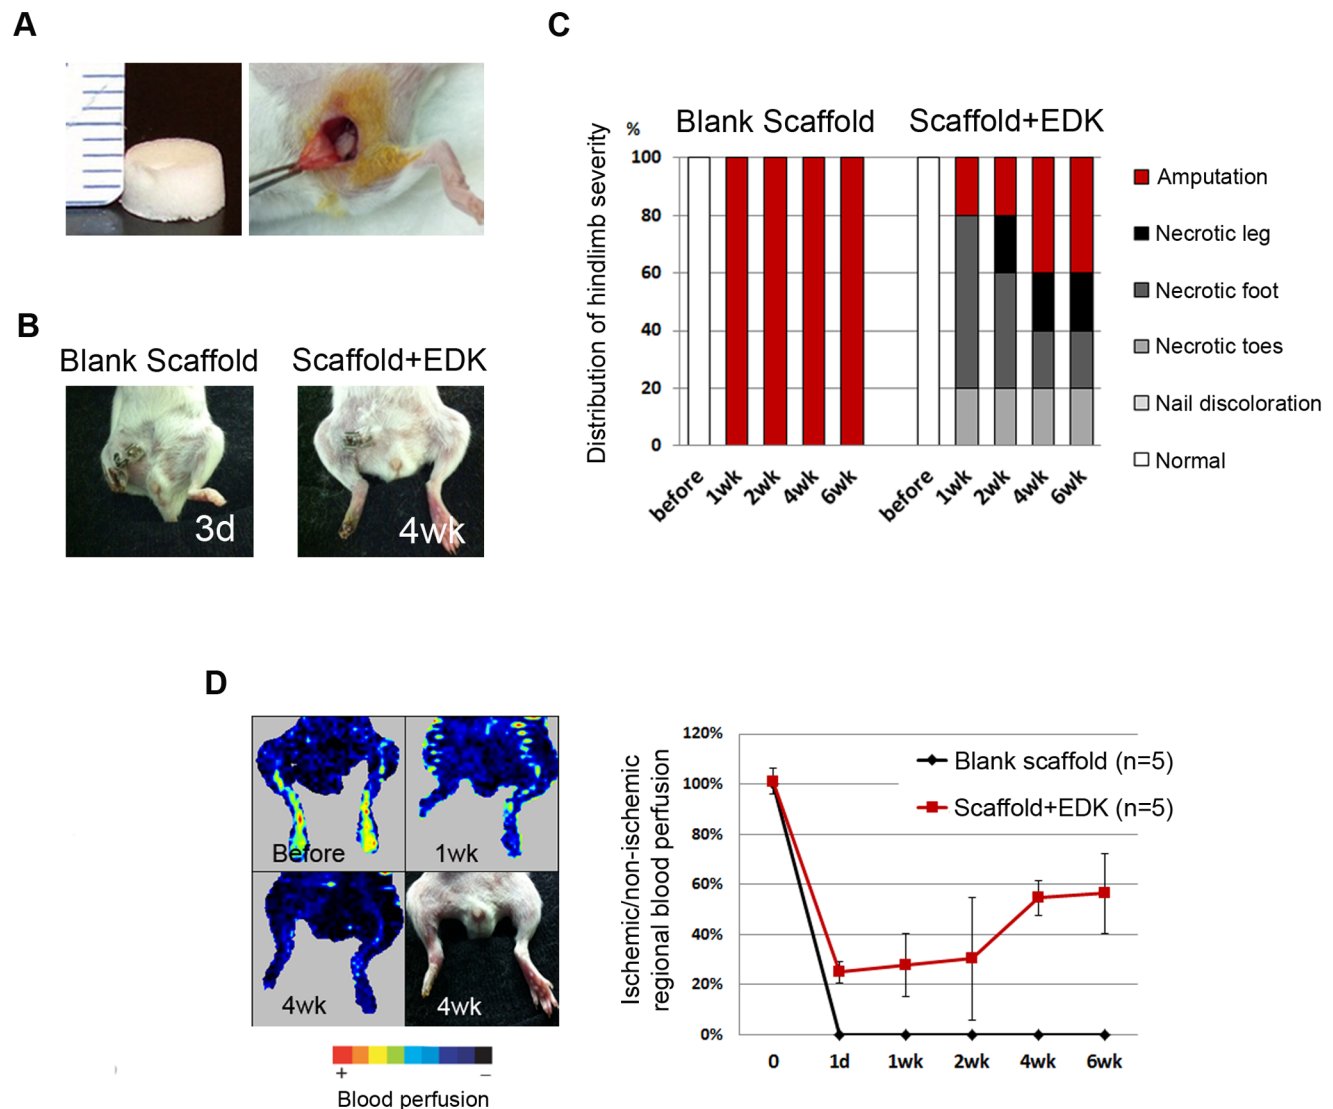 A
C
B
Blank Scaffold
Scaffold+EDK
3d
4wk
%
Blank Scaffold
Scaffold+EDK
Distribution of hindlimb severity
100
80
60
40
20
0
before
1wk
2wk
4wk
6wk
before
1wk
2wk
4wk
6wk
Amputation
Necrotic leg
Necrotic foot
Necrotic toes
Nail discoloration
Normal
D
Before
1wk
4wk
4wk
+
–
Blood perfusion
Ischemic/non-ischemic
regional blood perfusion
120%
100%
80%
60%
40%
20%
0%
Blank scaffold (n=5)
Scaffold+EDK (n=5)
0
1d
1wk
2wk
4wk
6wk